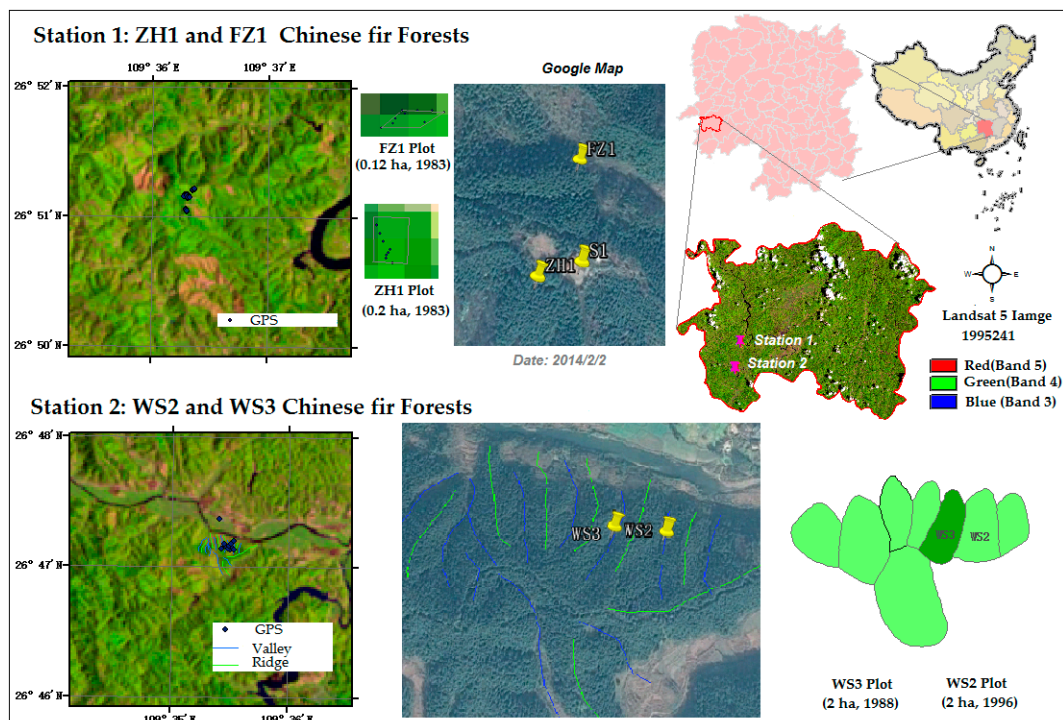 Station 1: ZH1 and FZ1 Chinese fir Forests
109° 36′ E
109° 37′ E
26° 52′ N
26° 51′ N
26° 50′ N
GPS
FZ1 Plot
(0.12 ha, 1983)
ZH1 Plot
(0.2 ha, 1983)
Google Map
FZ1
S1
ZH1
Date: 2014/2/2
N
W
E
S
Landsat 5 Iamge
1995241
Station 1.
Station 2
Red(Band 5)
Green(Band 4)
Blue (Band 3)
Station 2: WS2 and WS3 Chinese fir Forests
26° 48′ N
26° 47′ N
26° 46′ N
GPS
Valley
Ridge
109° 35′ E
109° 36′ E
WS3
WS2
WS3
WS2
WS3 Plot
(2 ha, 1988)
WS2 Plot
(2 ha, 1996)